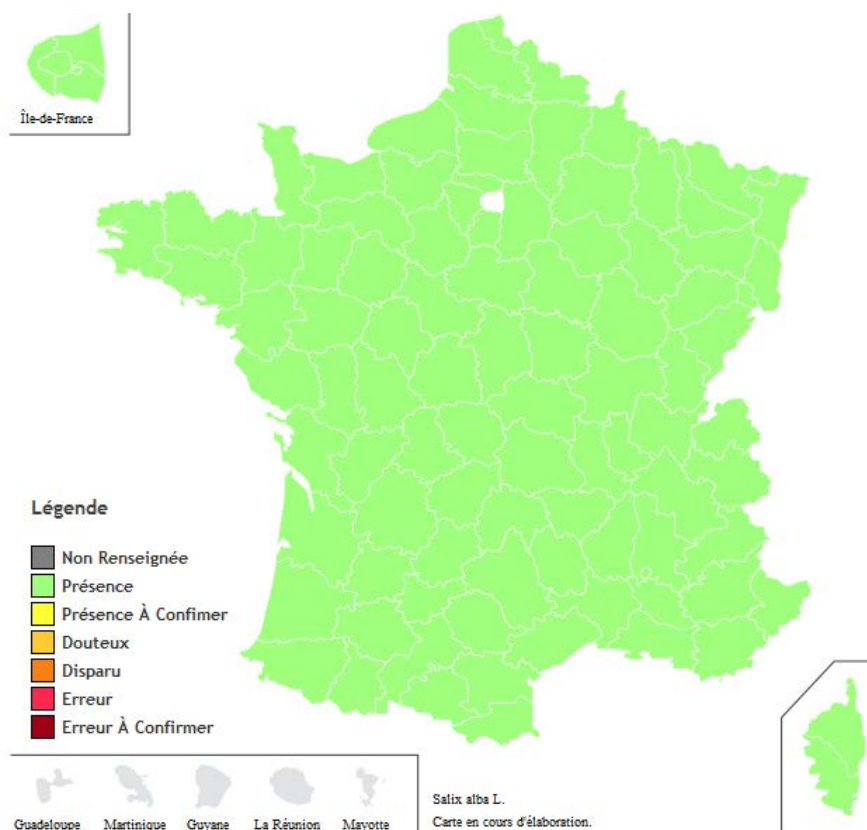 Île-de-France
Légende
Non Renseignée
Présence
Présence À Confimer
Douteux
Disparu
Erreur
Erreur À Confirmer
Guadeloupe Martinique Guyane La Réunion Mayotte
Salix alba L.
Carte en cours d'élaboration.